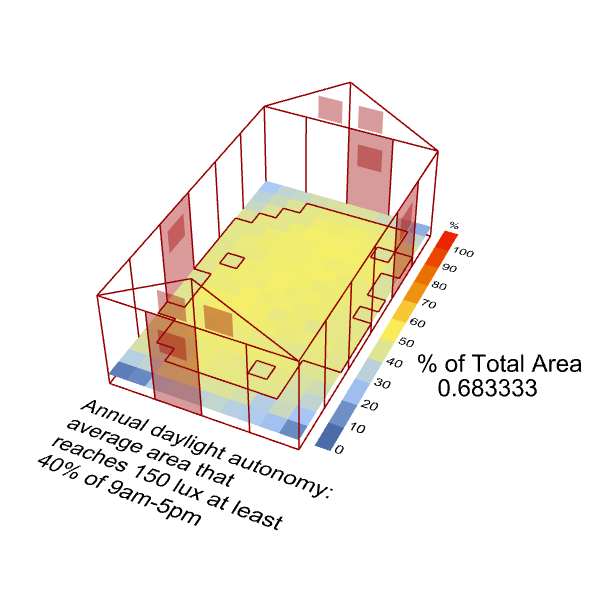 %
100
90
80
70
60
50
40
30
20
10
0
% of Total Area
0.683333
Annual daylight autonomy:
average area that
reaches 150 lux at least
40% of 9am-5pm